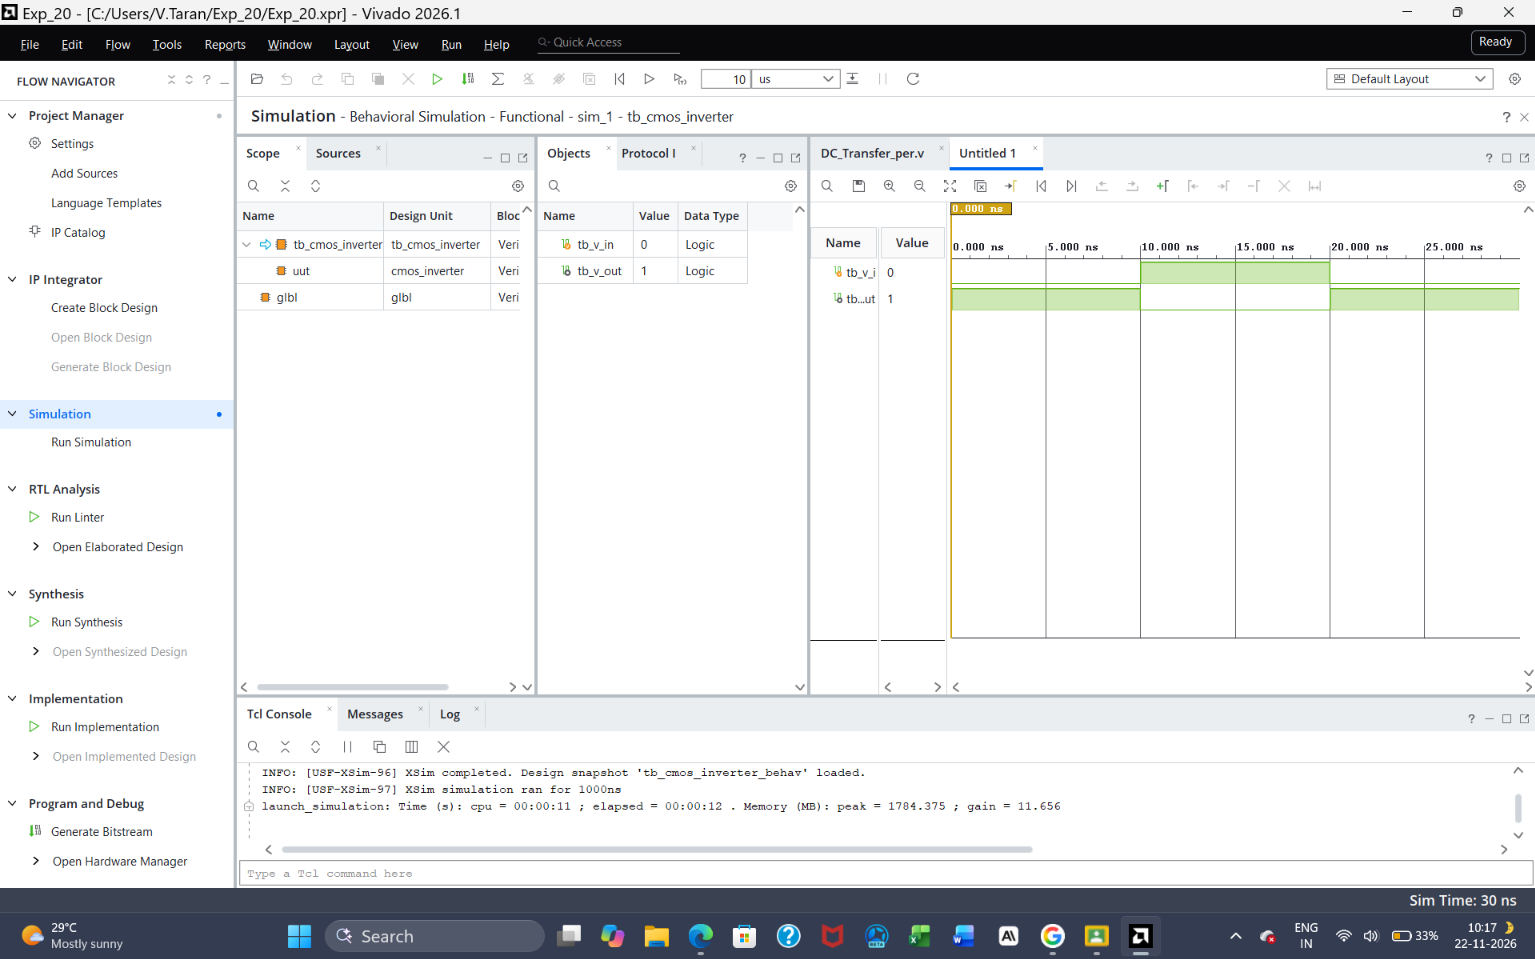 Exp_20 - [C:/Users/V.Taran/Exp_20/Exp_20.xpr] - Vivado 2026.1
File Edit Flow Tools Reports Window Layout View Run Help Quick Access Ready
FLOW NAVIGATOR
10 us
Default Layout
Project Manager
Settings
Add Sources
Language Templates
IP Catalog
IP Integrator
Create Block Design
Open Block Design
Generate Block Design
Simulation
Run Simulation
RTL Analysis
Run Linter
Open Elaborated Design
Synthesis
Run Synthesis
Open Synthesized Design
Implementation
Run Implementation
Open Implemented Design
Program and Debug
Generate Bitstream
Open Hardware Manager
Simulation - Behavioral Simulation - Functional - sim_1 - tb_cmos_inverter
Scope Sources
Name Design Unit Bloc
tb_cmos_inverter tb_cmos_inverter Veri
uut cmos_inverter Veri
glbl glbl Veri
Objects Protocol I
Name Value Data Type
tb_v_in 0 Logic
tb_v_out 1 Logic
DC_Transfer_per.v Untitled 1
0.000 ns
Name Value
0.000 ns 5.000 ns 10.000 ns 15.000 ns 20.000 ns 25.000 ns
tb_v_i 0
tb...ut 1
Tcl Console Messages Log
INFO: [USF-XSim-96] XSim completed. Design snapshot 'tb_cmos_inverter_behav' loaded.
INFO: [USF-XSim-97] XSim simulation ran for 1000ns
launch_simulation: Time (s): cpu = 00:00:11 ; elapsed = 00:00:12 . Memory (MB): peak = 1784.375 ; gain = 11.656
Type a Tcl command here
Sim Time: 30 ns
29°C
Mostly sunny
Search
ENG
IN
33%
10:17
22-11-2026